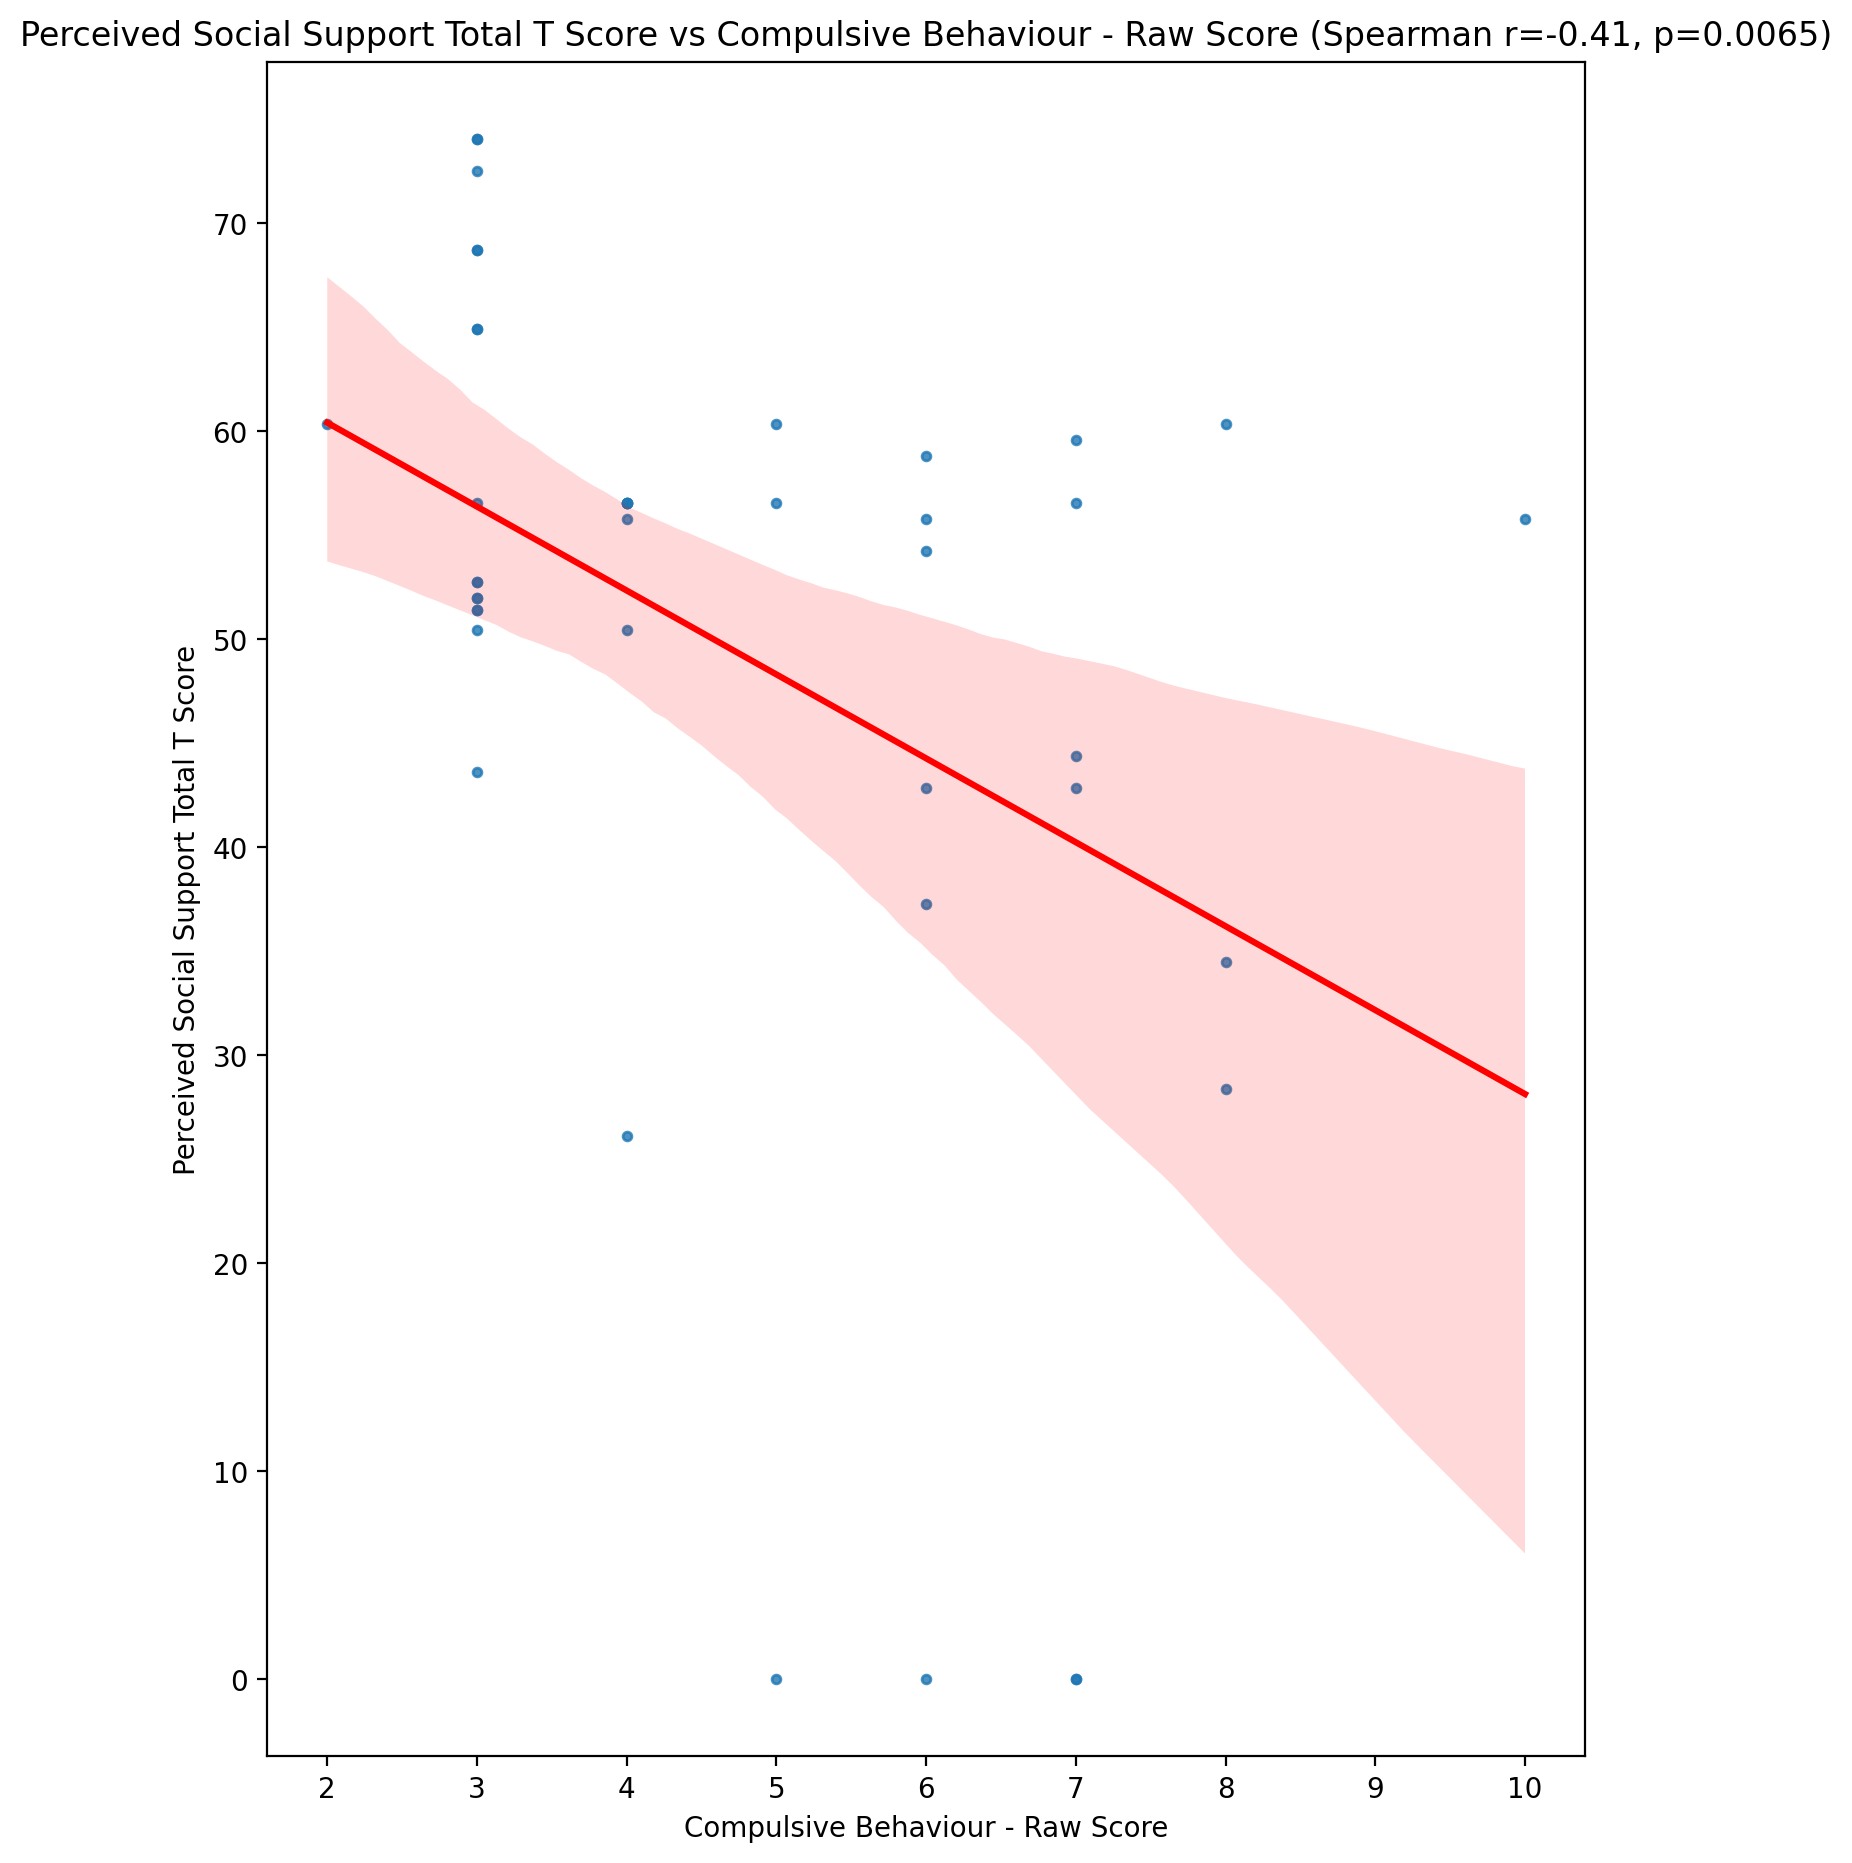 Perceived Social Support Total T Score vs Compulsive Behaviour - Raw Score (Spearman r=-0.41, p=0.0065)
Perceived Social Support Total T Score
70
60
50
40
30
20
10
0
2 3 4 5 6 7 8 9 10
Compulsive Behaviour - Raw Score